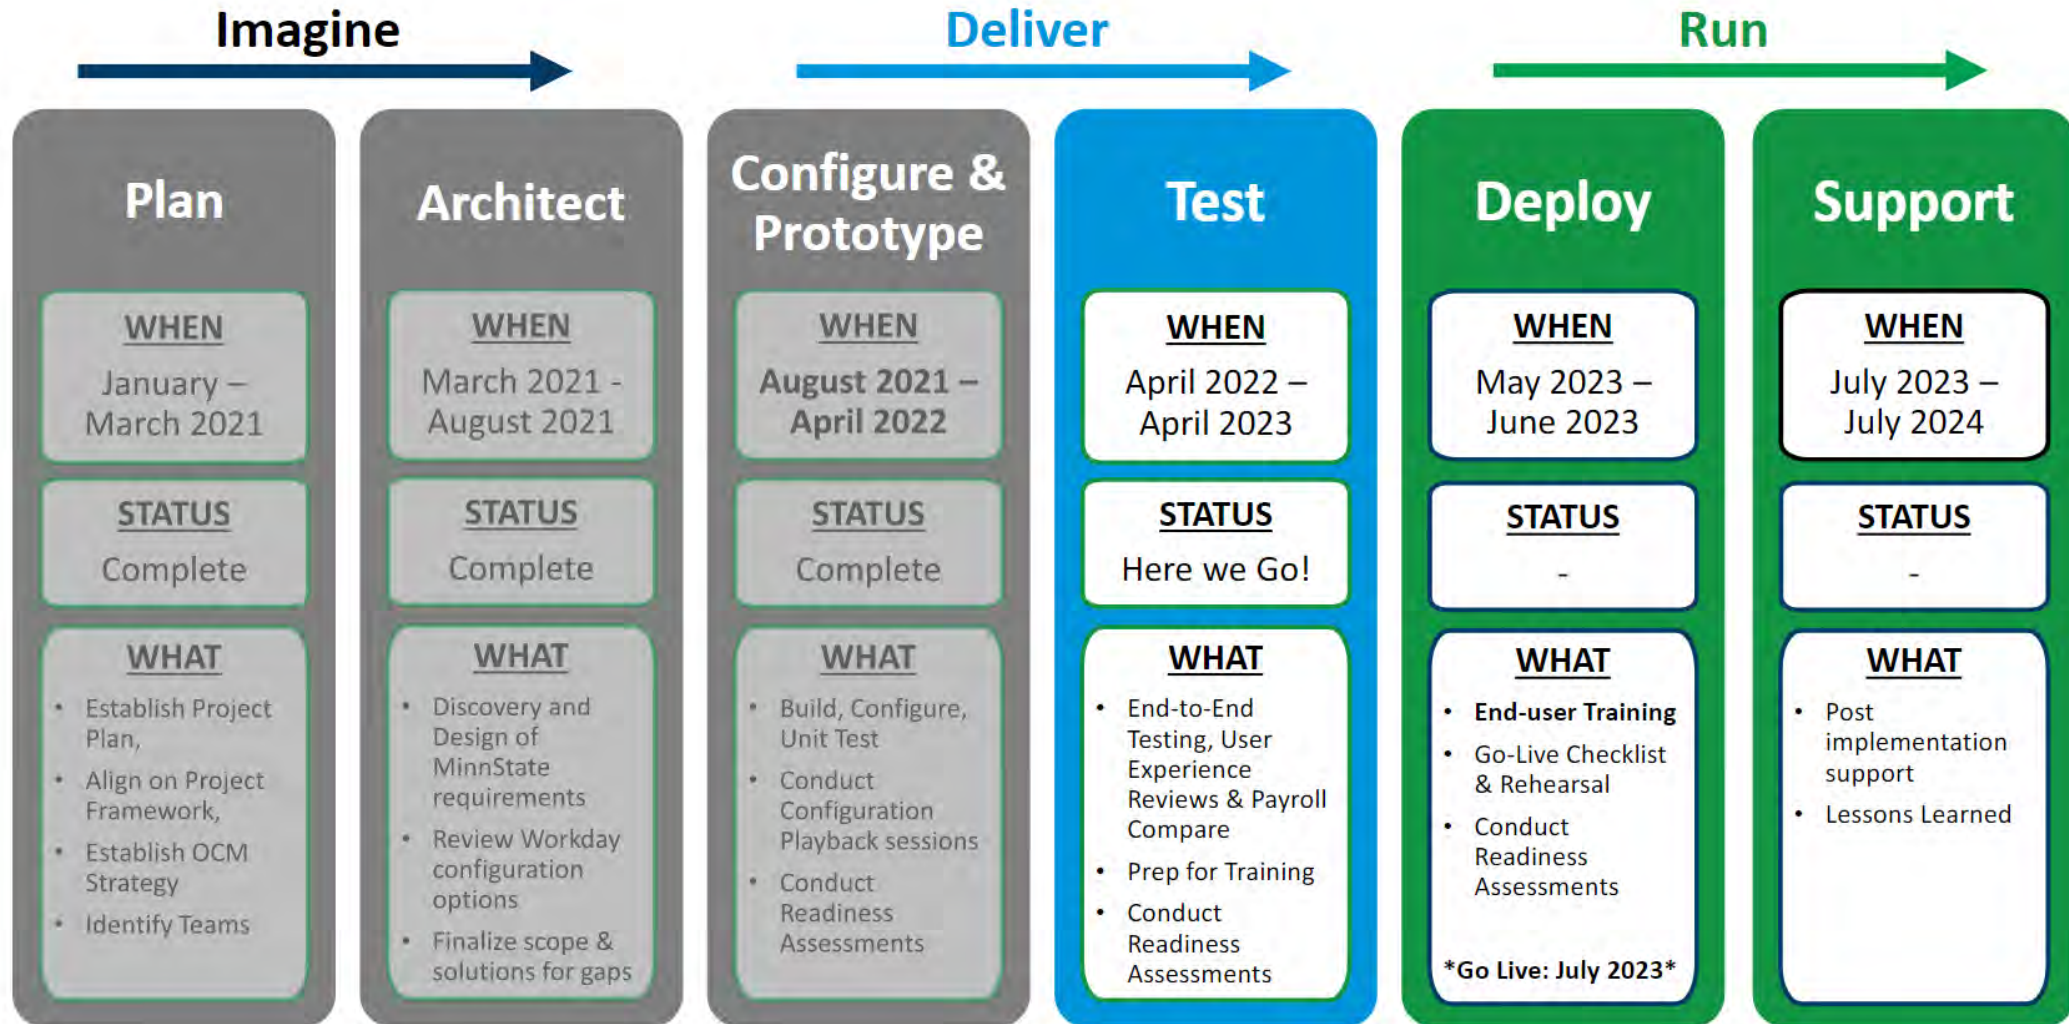 Imagine
Deliver
Run
Plan
WHEN
January –
March 2021
STATUS
Complete
WHAT
• Establish Project
Plan,
• Align on Project
Framework,
• Establish OCM
Strategy
• Identify Teams
Architect
WHEN
March 2021 -
August 2021
STATUS
Complete
WHAT
• Discovery and
Design of
MinnState
requirements
• Review Workday
configuration
options
• Finalize scope &
solutions for gaps
Configure &
Prototype
WHEN
August 2021 –
April 2022
STATUS
Complete
WHAT
• Build, Configure,
Unit Test
• Conduct
Configuration
Playback sessions
• Conduct
Readiness
Assessments
Test
WHEN
April 2022 –
April 2023
STATUS
Here we Go!
WHAT
• End-to-End
Testing, User
Experience
Reviews & Payroll
Compare
• Prep for Training
• Conduct
Readiness
Assessments
Deploy
WHEN
May 2023 –
June 2023
STATUS
-
WHAT
• End-user Training
• Go-Live Checklist
& Rehearsal
• Conduct
Readiness
Assessments
*Go Live: July 2023*
Support
WHEN
July 2023 –
July 2024
STATUS
-
WHAT
• Post
implementation
support
• Lessons Learned